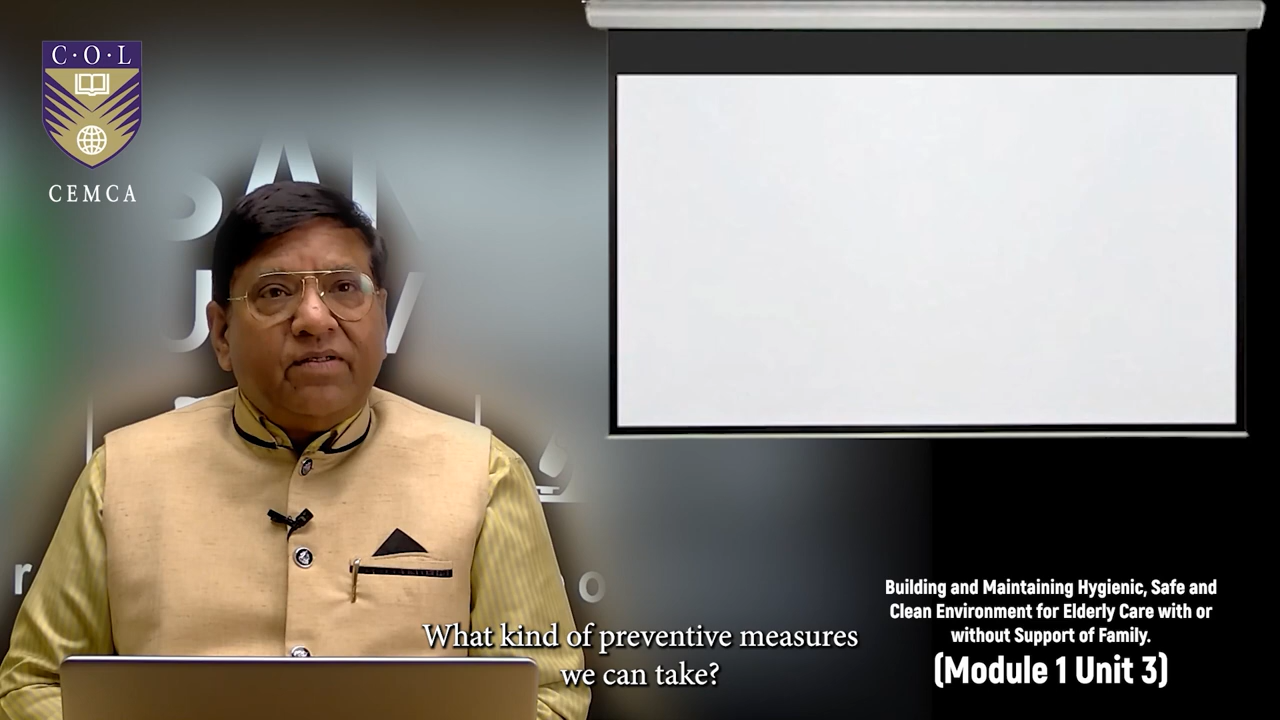 C·O·L
CEMCA
What kind of preventive measures
we can take?
Building and Maintaining Hygienic, Safe and
Clean Environment for Elderly Care with or
without Support of Family.
(Module 1 Unit 3)